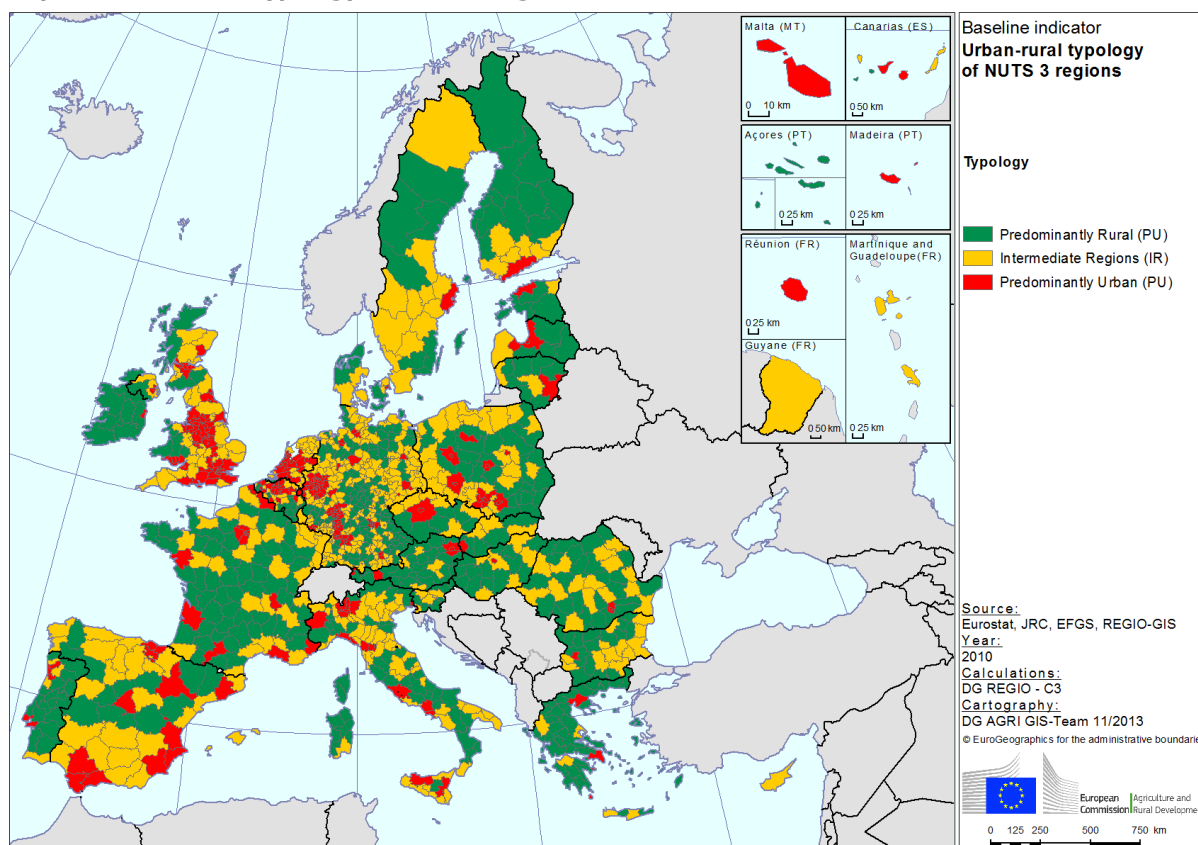 Malta (MT)
0 10 km
Canarias (ES)
0 50 km
Açores (PT)
0 25 km
Madeira (PT)
0 25 km
Réunion (FR)
0 25 km
Martinique and
Guadeloupe(FR)
0 25 km
Guyane (FR)
0 50 km
Baseline indicator
Urban-rural typology
of NUTS 3 regions
Typology
Predominantly Rural (PU)
Intermediate Regions (IR)
Predominantly Urban (PU)
Source:
Eurostat, JRC, EFGS, REGIO-GIS
Year:
2010
Calculations:
DG REGIO - C3
Cartography:
DG AGRI GIS-Team 11/2013
© EuroGeographics for the administrative boundarie
European
Commission
Agriculture and
Rural Developme
0 125 250 500 750 km